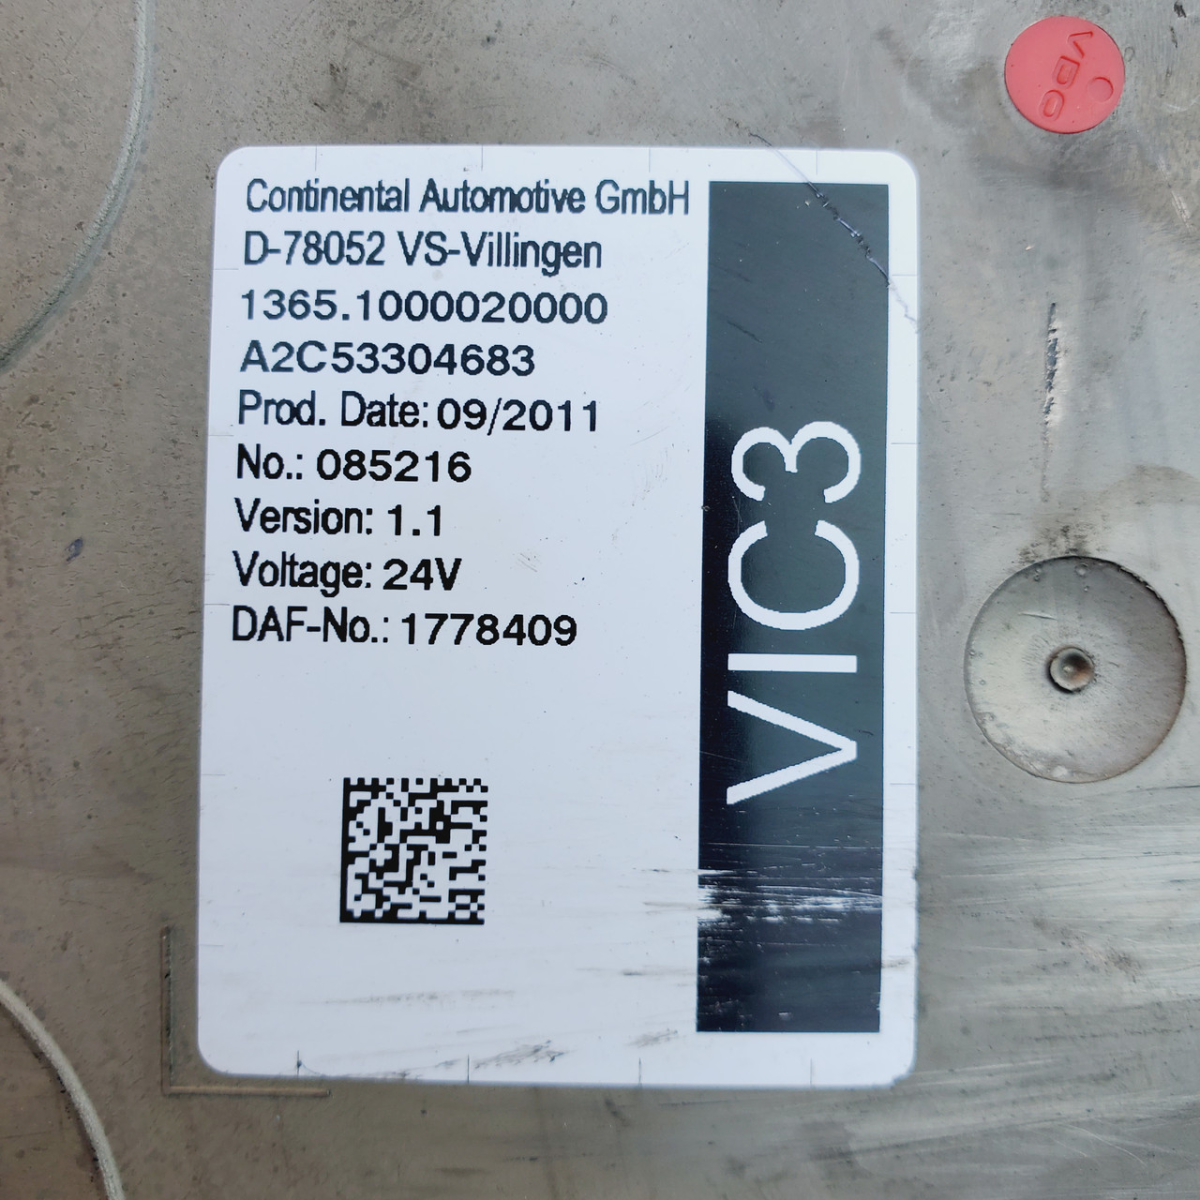 Continental Automotive GmbH
D-78052 VS-Villingen
1365.1000020000
A2C53304683
Prod. Date: 09/2011
No.: 085216
Version: 1.1
Voltage: 24V
DAF-No.: 1778409
VIC3
VDO